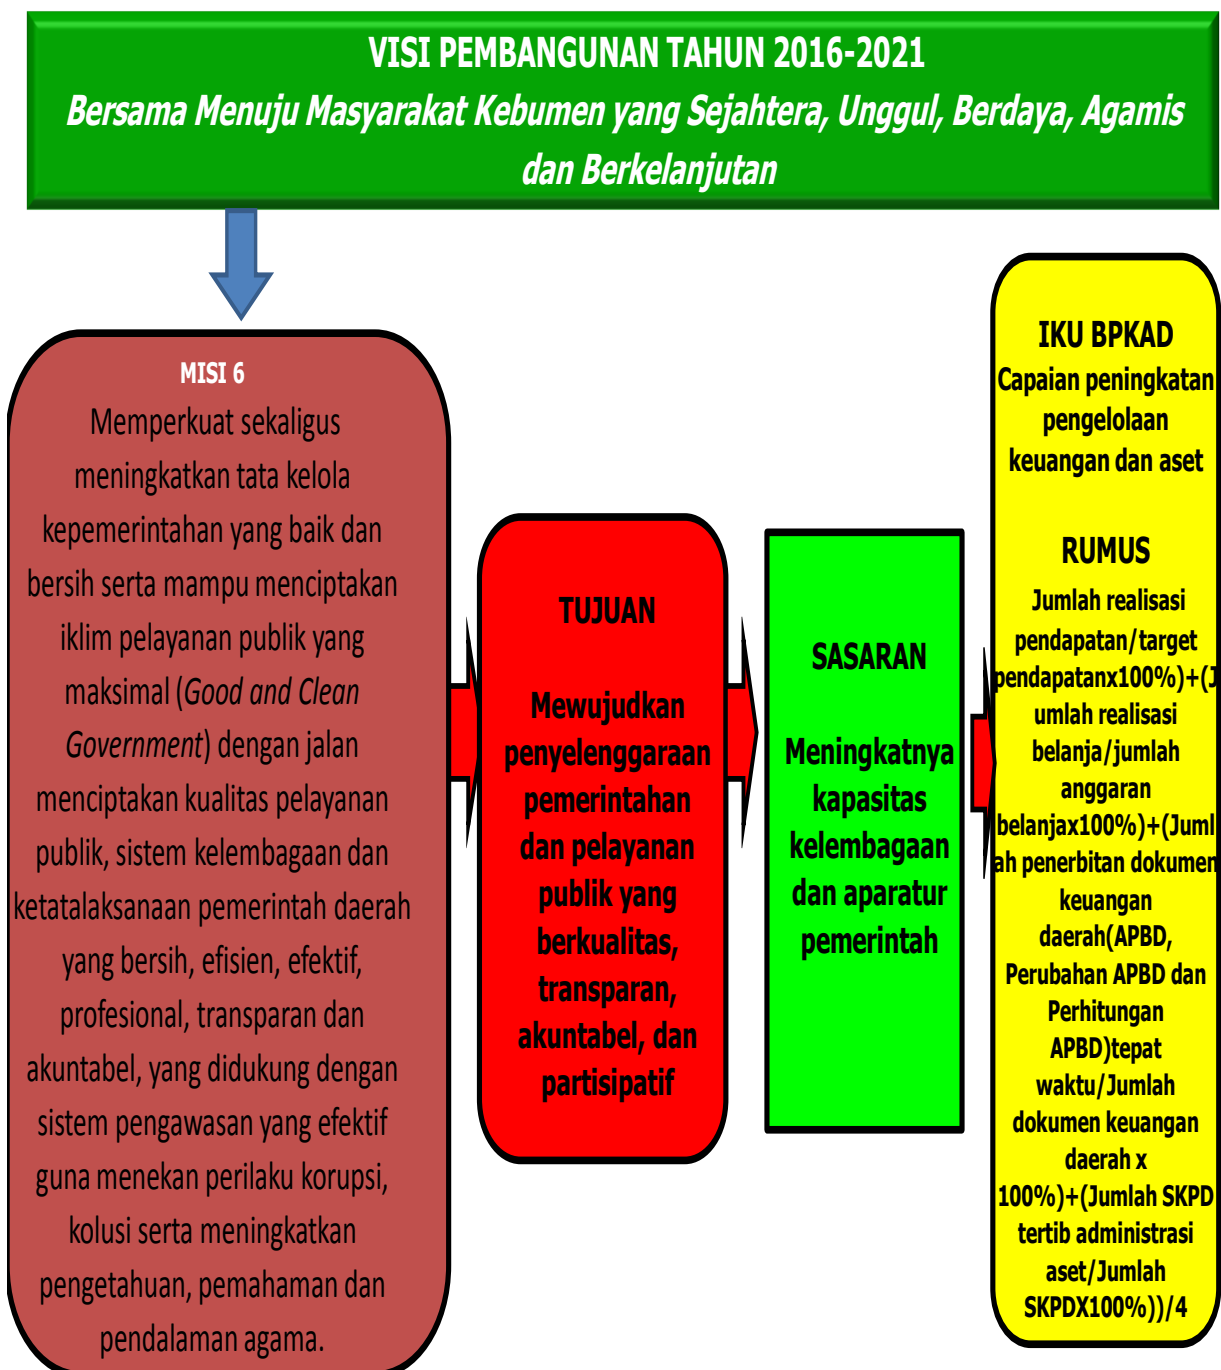 VISI PEMBANGUNAN TAHUN 2016-2021
Bersama Menuju Masyarakat Kebumen yang Sejahtera, Unggul, Berdaya, Agamis
dan Berkelanjutan
MISI 6
Memperkuat sekaligus
meningkatkan tata kelola
kepemerintahan yang baik dan
bersih serta mampu menciptakan
iklim pelayanan publik yang
maksimal (Good and Clean
Government) dengan jalan
menciptakan kualitas pelayanan
publik, sistem kelembagaan dan
ketatalaksanaan pemerintah daerah
yang bersih, efisien, efektif,
profesional, transparan dan
akuntabel, yang didukung dengan
sistem pengawasan yang efektif
guna menekan perilaku korupsi,
kolusi serta meningkatkan
pengetahuan, pemahaman dan
pendalaman agama.
TUJUAN
Mewujudkan
penyelenggaraan
pemerintahan
dan pelayanan
publik yang
berkualitas,
transparan,
akuntabel, dan
partisipatif
SASARAN
Meningkatnya
kapasitas
kelembagaan
dan aparatur
pemerintah
IKU BPKAD
Capaian peningkatan
pengelolaan
keuangan dan aset
RUMUS
Jumlah realisasi
pendapatan/target
pendapatanx100%)+(J
umlah realisasi
belanja/jumlah
anggaran
belanjax100%)+(Juml
ah penerbitan dokumen
keuangan
daerah(APBD,
Perubahan APBD dan
Perhitungan
APBD)tepat
waktu/Jumlah
dokumen keuangan
daerah x
100%)+(Jumlah SKPD
tertib administrasi
aset/Jumlah
SKPDX100%))/4